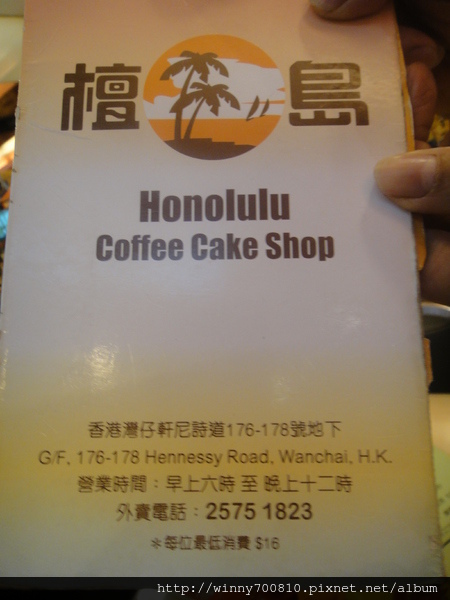 檀島
Honolulu
Coffee Cake Shop
香港灣仔軒尼詩道176-178號地下
G/F, 176-178 Hennessy Road, Wanchai, H.K.
營業時間：早上六時 至 晚上十二時
外賣電話：2575 1823
＊每位最低消費 $16
http://winny700810.pixnet.net/album